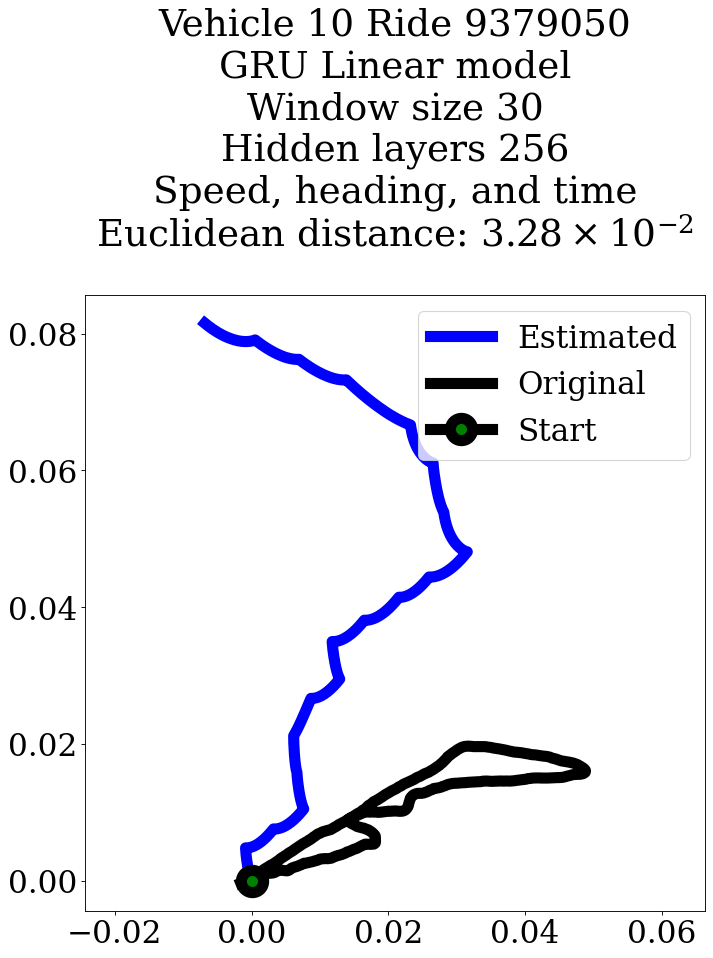 Vehicle 10 Ride 9379050
GRU Linear model
Window size 30
Hidden layers 256
Speed, heading, and time
Euclidean distance: 3.28 × 10⁻²
Estimated
Original
Start
0.08
0.06
0.04
0.02
0.00
−0.02 0.00 0.02 0.04 0.06